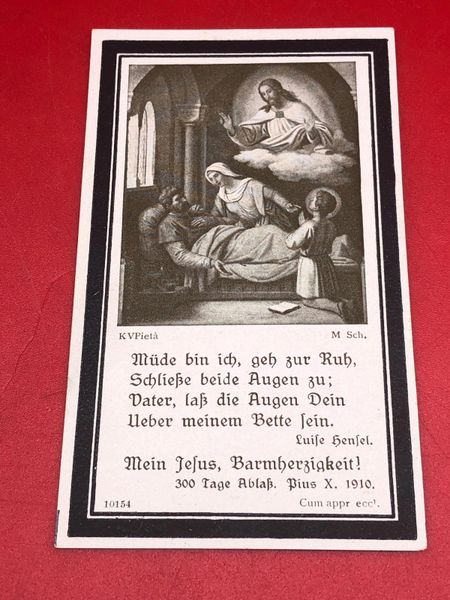 KVPietà M Sch.
Müde bin ich, geh zur Ruh,
Schließe beide Augen zu;
Vater, laß die Augen Dein
Ueber meinem Bette sein.
Luise Hensel.
Mein Jesus, Barmherzigkeit!
300 Tage Ablaß. Pius X. 1910.
10154 Cum appr eccl.